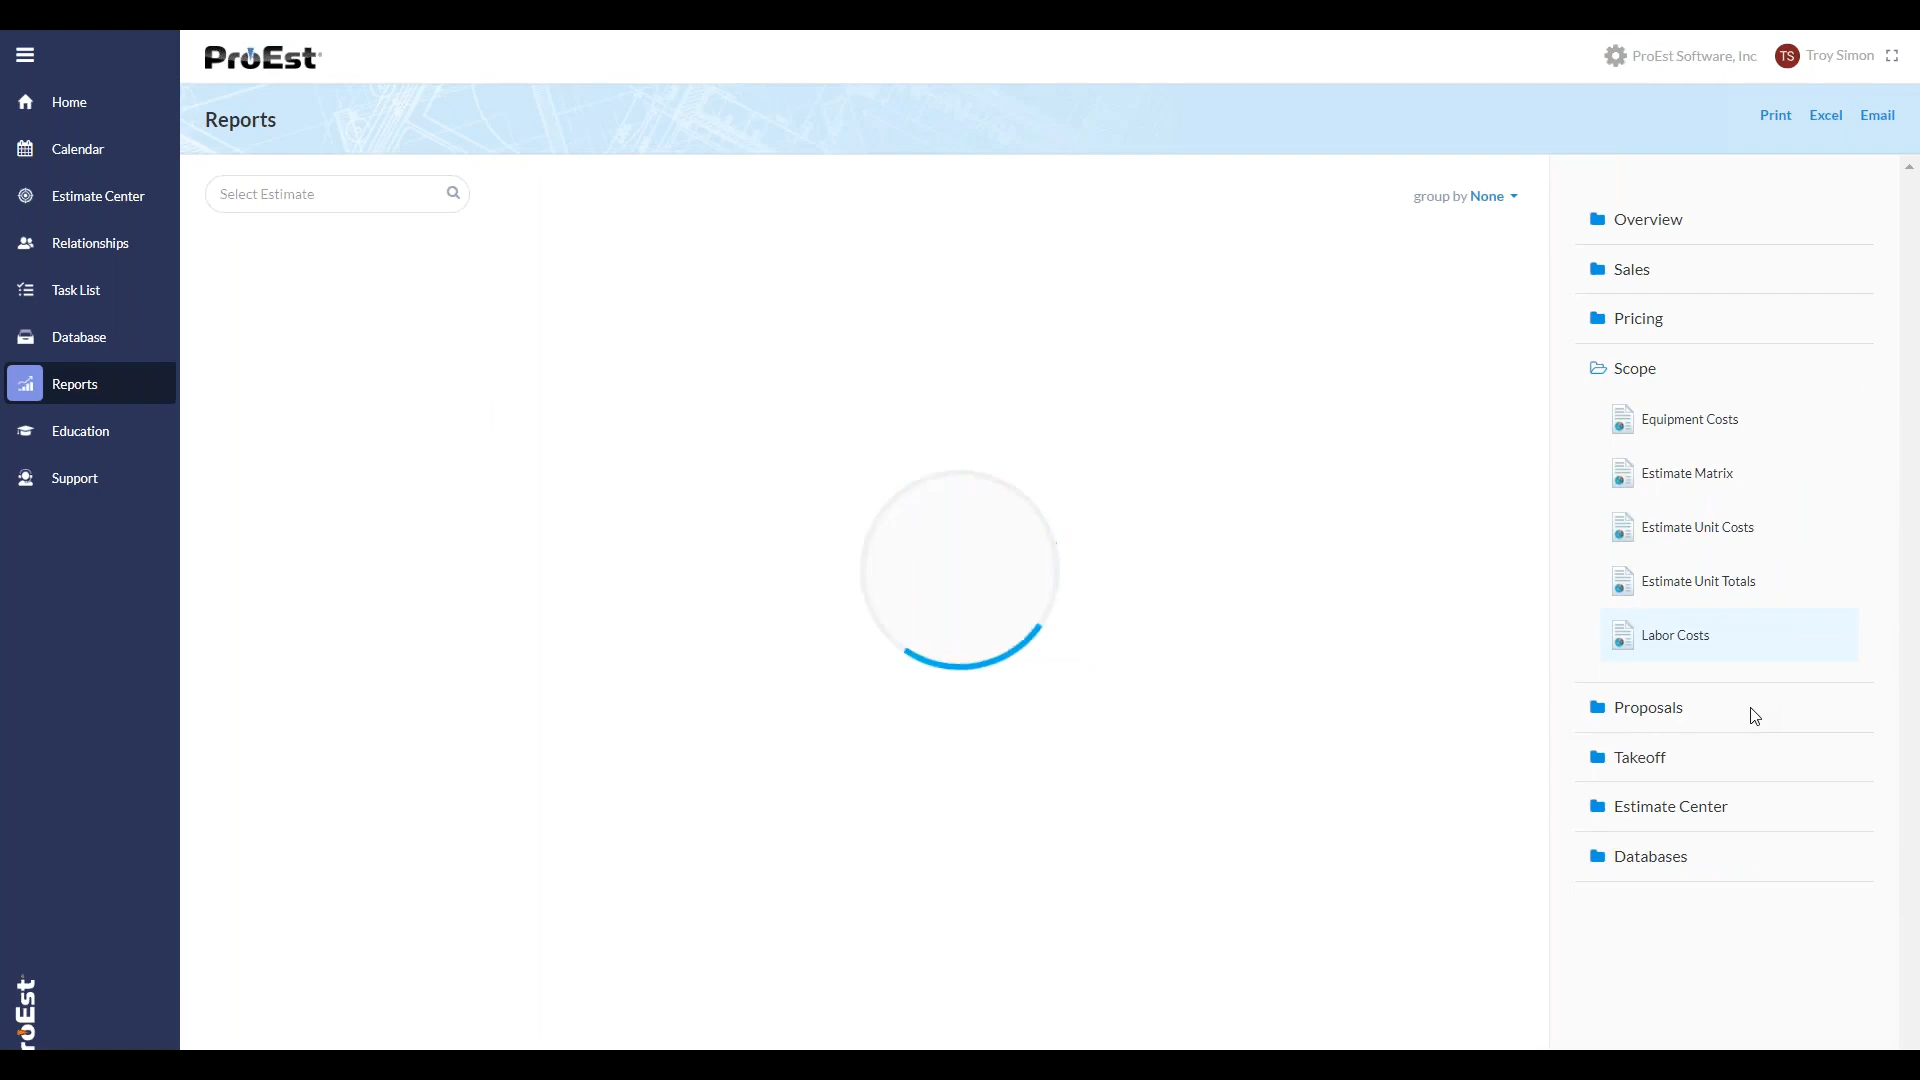 ProEst
ProEst Software, Inc
TS
Troy Simon
Home
Calendar
Estimate Center
Relationships
Task List
Database
Reports
Education
Support
Reports
Print
Excel
Email
Select Estimate
group by None
Overview
Sales
Pricing
Scope
Equipment Costs
Estimate Matrix
Estimate Unit Costs
Estimate Unit Totals
Labor Costs
Proposals
Takeoff
Estimate Center
Databases
roEst